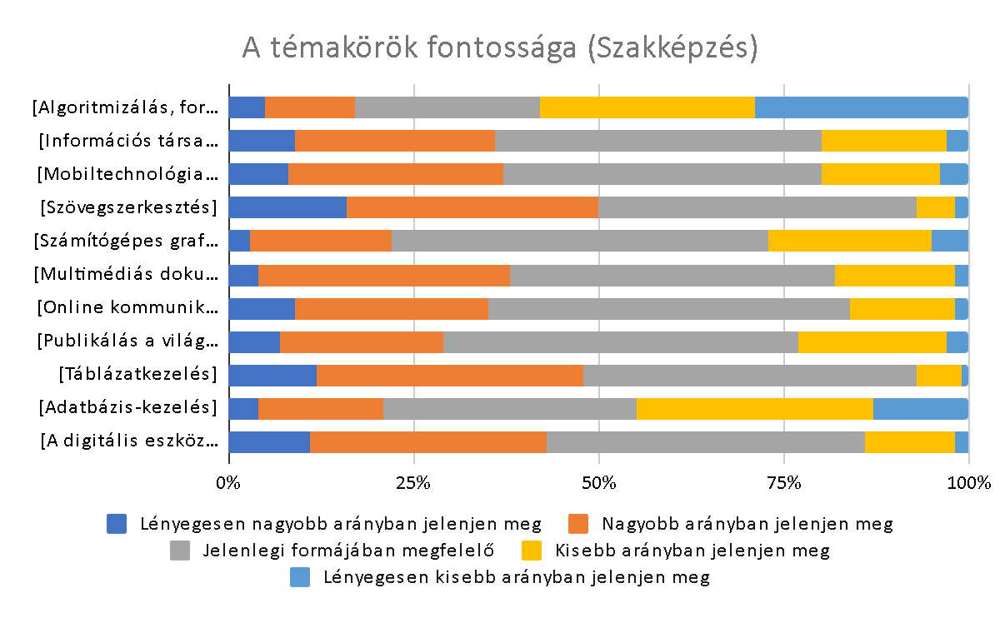 A témakörök fontossága (Szakképzés)
[Algoritmizálás, for...
[Információs társa...
[Mobiltechnológia...
[Szövegszerkesztés]
[Számítógépes graf...
[Multimédiás doku...
[Online kommunik...
[Publikálás a világ...
[Táblázatkezelés]
[Adatbázis-kezelés]
[A digitális eszköz...
0% 25% 50% 75% 100%
Lényegesen nagyobb arányban jelenjen meg Nagyobb arányban jelenjen meg
Jelenlegi formájában megfelelő Kisebb arányban jelenjen meg
Lényegesen kisebb arányban jelenjen meg